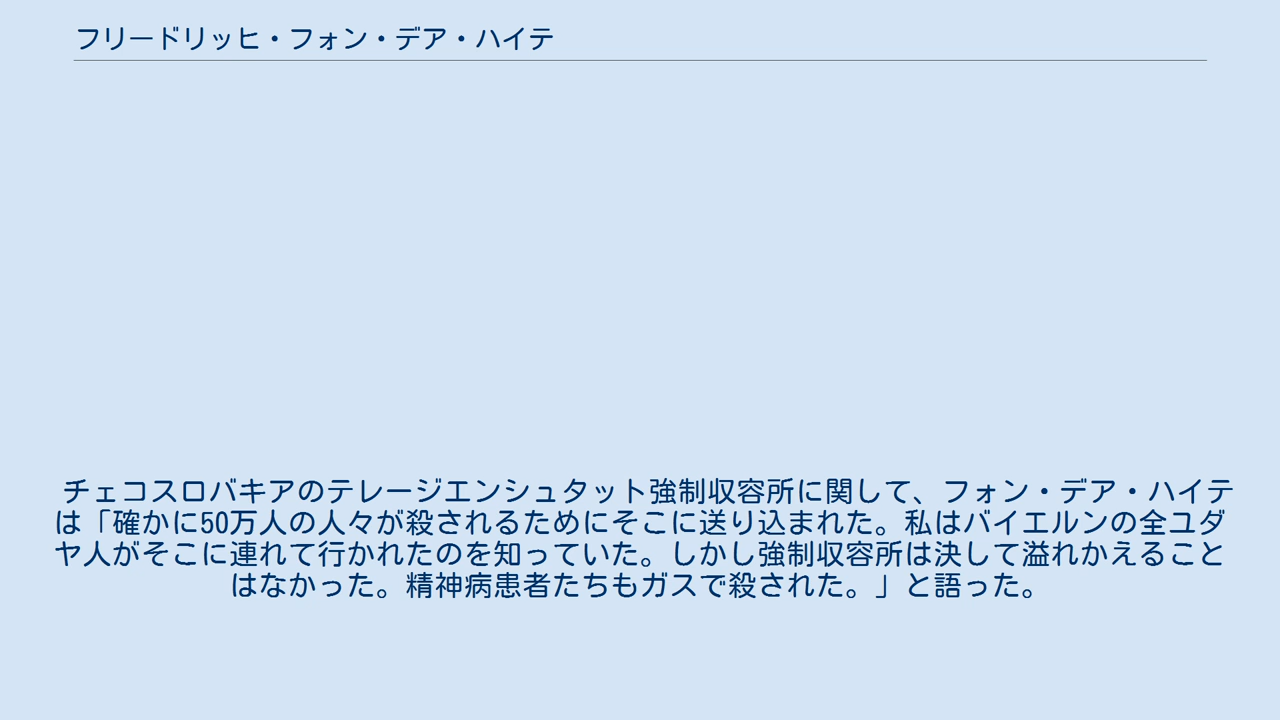 フリードリッヒ・フォン・デア・ハイテ
チェコスロバキアのテレージエンシュタット強制収容所に関して、フォン・デア・ハイテ
は「確かに50万人の人々が殺されるためにそこに送り込まれた。私はバイエルンの全ユダ
ヤ人がそこに連れて行かれたのを知っていた。しかし強制収容所は決して溢れかえること
はなかった。精神病患者たちもガスで殺された。」と語った。